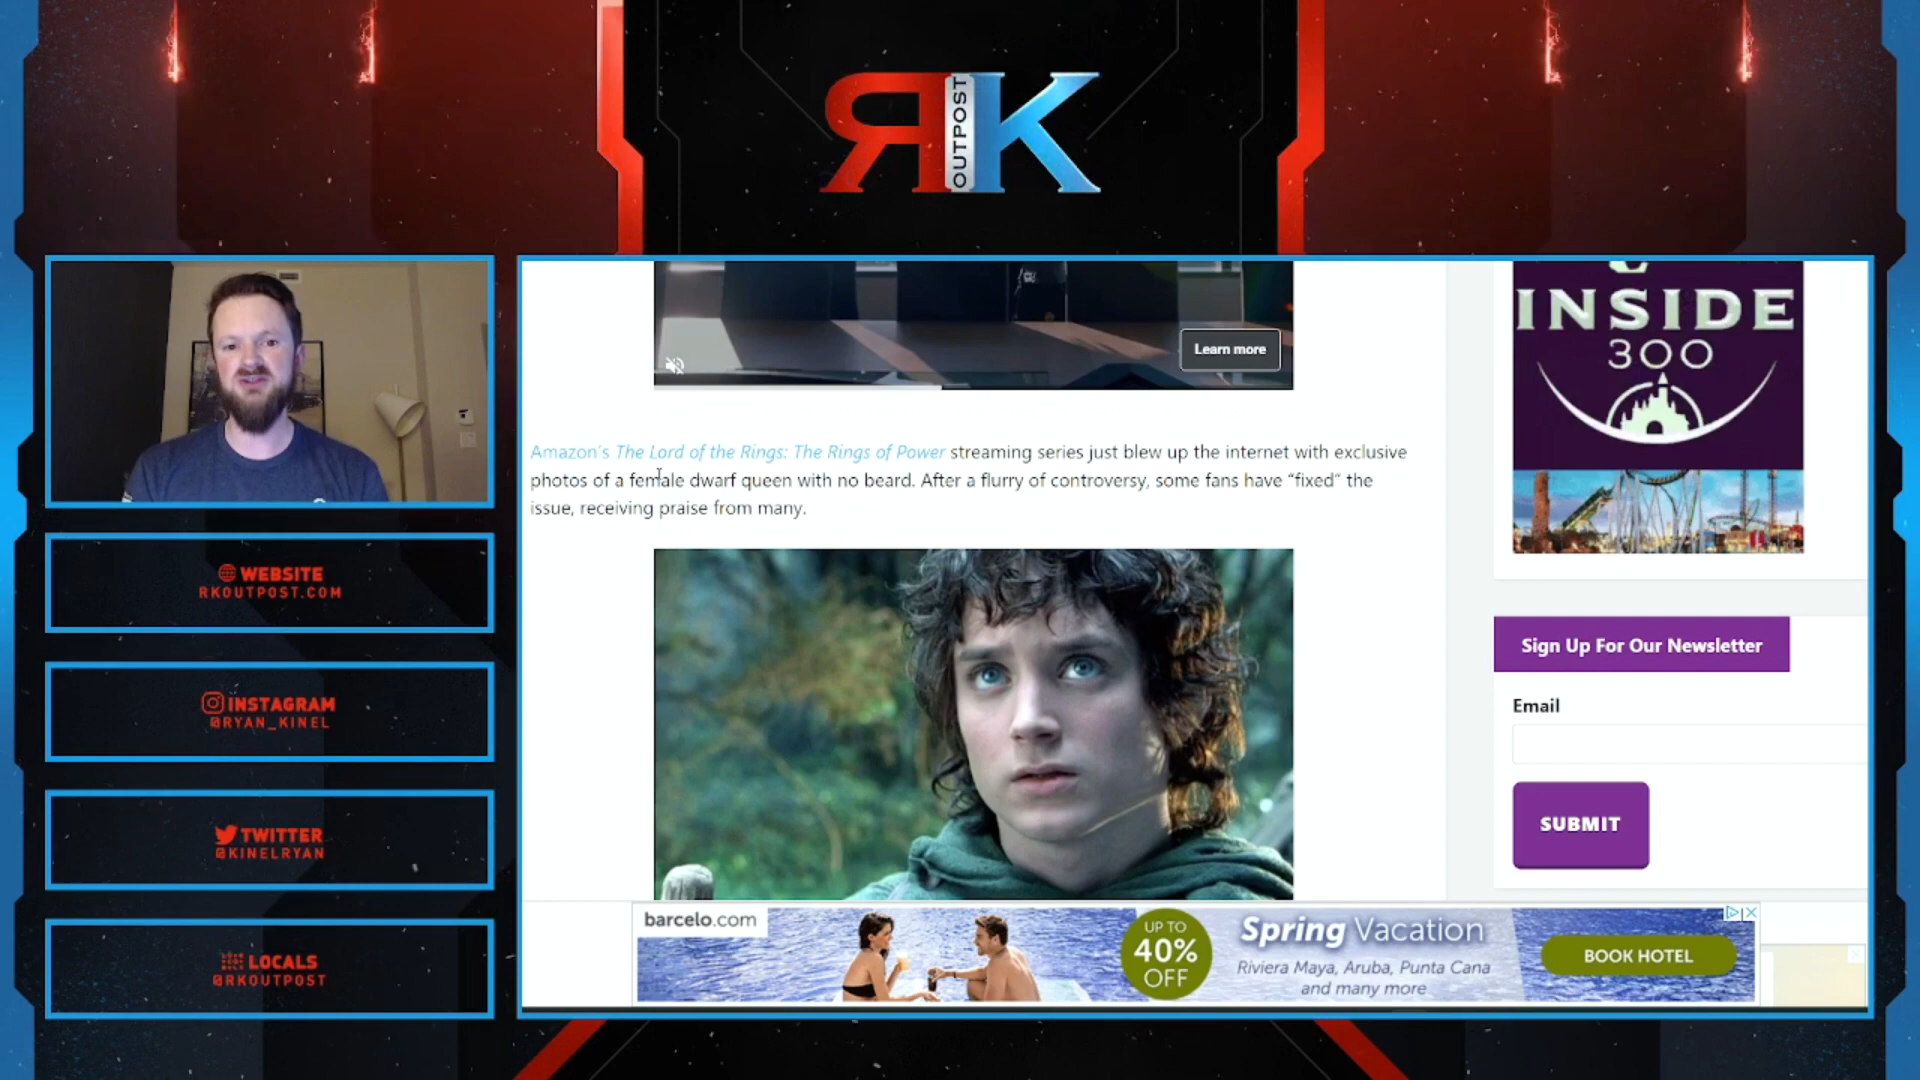 RK
OUTPOST
WEBSITE
RKOUTPOST.COM
INSTAGRAM
@RYAN_KINEL
TWITTER
@KINELRYAN
LOCALS
@RKOUTPOST
Learn more
Amazon's The Lord of the Rings: The Rings of Power streaming series just blew up the internet with exclusive
photos of a female dwarf queen with no beard. After a flurry of controversy, some fans have “fixed” the
issue, receiving praise from many.
INSIDE
300
Sign Up For Our Newsletter
Email
SUBMIT
barcelo.com
UP TO
40%
OFF
Spring Vacation
Riviera Maya, Aruba, Punta Cana
and many more
BOOK HOTEL